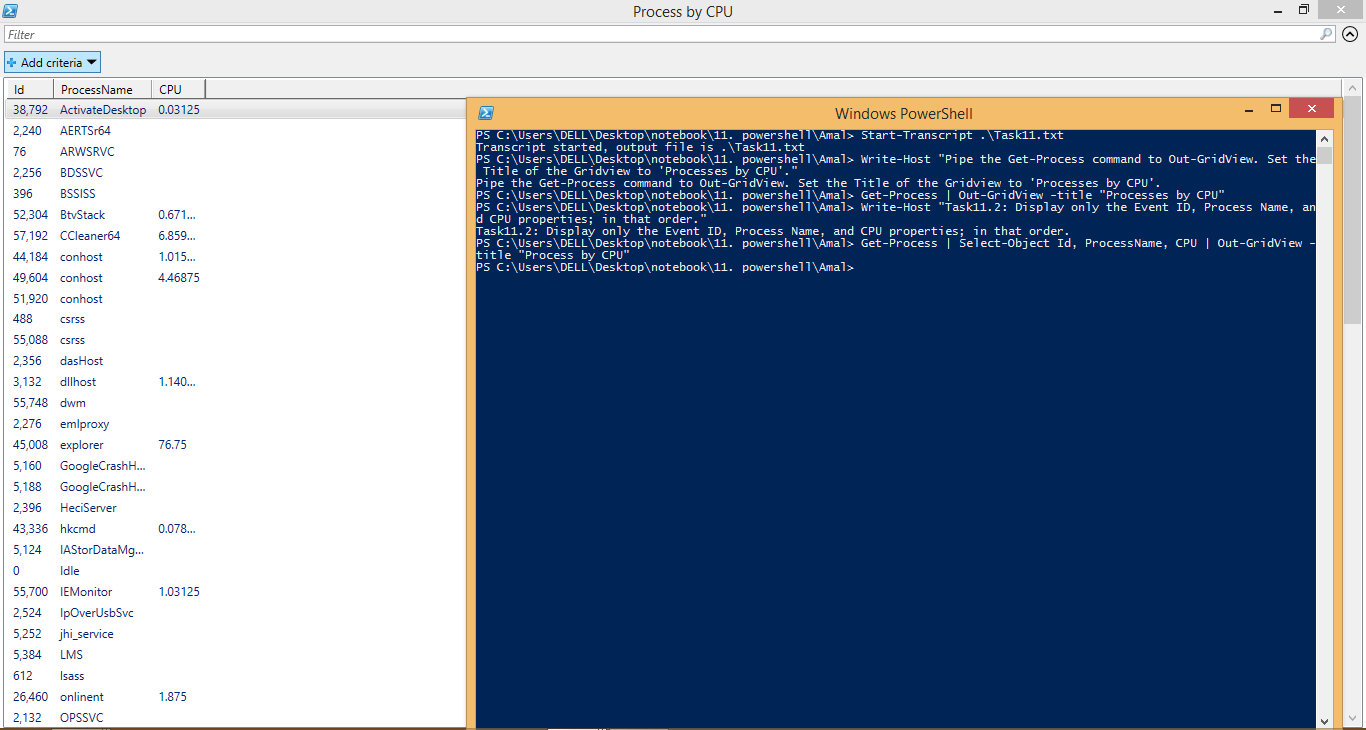 Process by CPU
Filter
Add criteria
Id ProcessName CPU
38,792 ActivateDesktop 0.03125
2,240 AERTSr64
76 ARWSRVC
2,256 BDSSVC
396 BSSISS
52,304 BtvStack 0.671...
57,192 CCleaner64 6.859...
44,184 conhost 1.015...
49,604 conhost 4.46875
51,920 conhost
488 csrss
55,088 csrss
2,356 dasHost
3,132 dllhost 1.140...
55,748 dwm
2,276 emlproxy
45,008 explorer 76.75
5,160 GoogleCrashH...
5,188 GoogleCrashH...
2,396 HeciServer
43,336 hkcmd 0.078...
5,124 IAStorDataMg...
0 Idle
55,700 IEMonitor 1.03125
2,524 IpOverUsbSvc
5,252 jhi_service
5,384 LMS
612 lsass
26,460 onlinent 1.875
2,132 OPSSVC
Windows PowerShell
PS C:\Users\DELL\Desktop\notebook\11. powershell\Amal> Start-Transcript .\Task11.txt
Transcript started, output file is .\Task11.txt
PS C:\Users\DELL\Desktop\notebook\11. powershell\Amal> Write-Host "Pipe the Get-Process command to Out-GridView. Set the
 Title of the Gridview to 'Processes by CPU'."
Pipe the Get-Process command to Out-GridView. Set the Title of the Gridview to 'Processes by CPU'.
PS C:\Users\DELL\Desktop\notebook\11. powershell\Amal> Get-Process | Out-GridView -title "Processes by CPU"
PS C:\Users\DELL\Desktop\notebook\11. powershell\Amal> Write-Host "Task11.2: Display only the Event ID, Process Name, an
d CPU properties; in that order."
Task11.2: Display only the Event ID, Process Name, and CPU properties; in that order.
PS C:\Users\DELL\Desktop\notebook\11. powershell\Amal> Get-Process | Select-Object Id, ProcessName, CPU | Out-GridView -
title "Process by CPU"
PS C:\Users\DELL\Desktop\notebook\11. powershell\Amal>